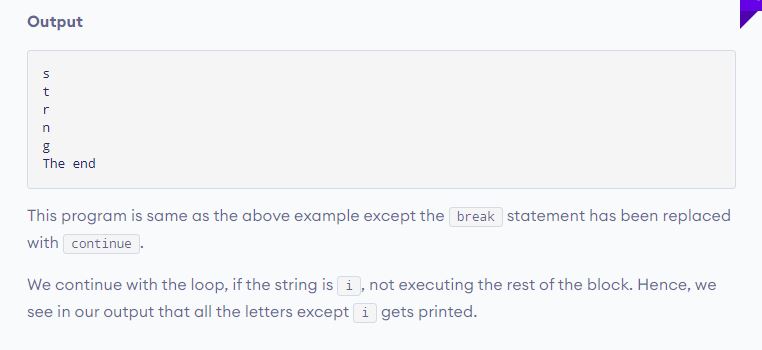 Output
s
t
r
n
g
The end
This program is same as the above example except the break statement has been replaced
with continue .
We continue with the loop, if the string is i , not executing the rest of the block. Hence, we
see in our output that all the letters except i gets printed.